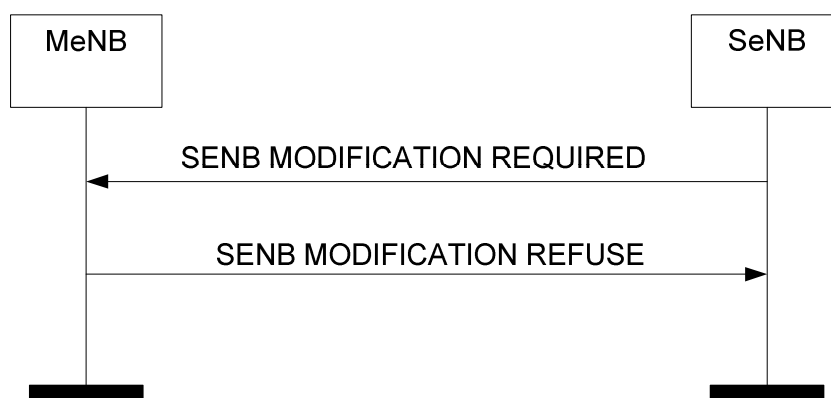 MeNB
SeNB
SENB MODIFICATION REQUIRED
SENB MODIFICATION REFUSE